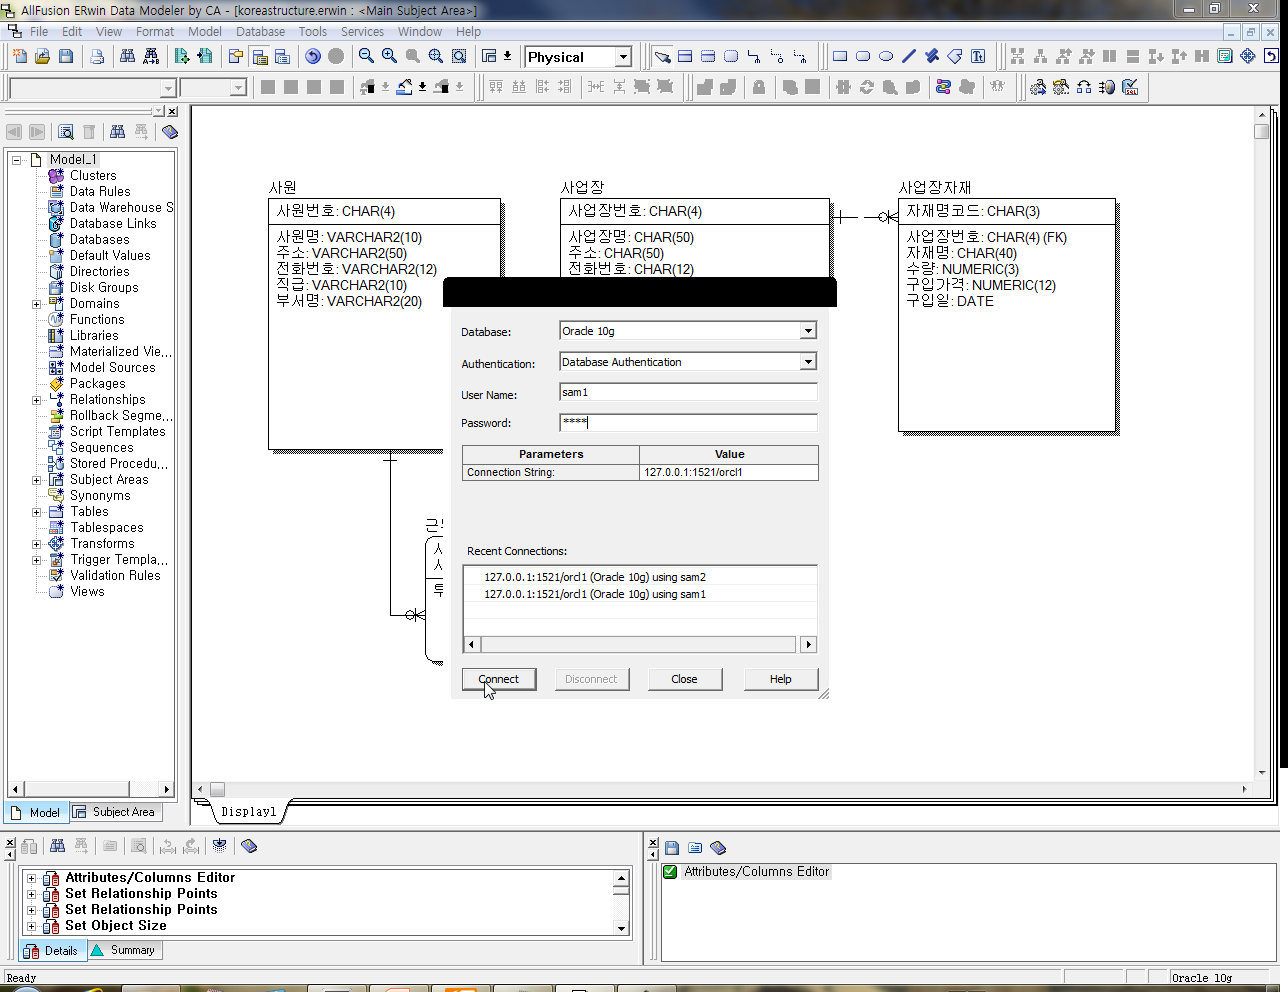 AllFusion ERwin Data Modeler by CA - [koreastructure.erwin : <Main Subject Area>]
File Edit View Format Model Database Tools Services Window Help
Physical
Model_1
Clusters
Data Rules
Data Warehouse S
Database Links
Databases
Default Values
Directories
Disk Groups
Domains
Functions
Libraries
Materialized Vie...
Model Sources
Packages
Relationships
Rollback Segme...
Script Templates
Sequences
Stored Procedu...
Subject Areas
Synonyms
Tables
Tablespaces
Transforms
Trigger Templa...
Validation Rules
Views
Model Subject Area
사원
사원번호: CHAR(4)
사원명: VARCHAR2(10)
주소: VARCHAR2(50)
전화번호: VARCHAR2(12)
직급: VARCHAR2(10)
부서명: VARCHAR2(20)
사업장
사업장번호: CHAR(4)
사업장명: CHAR(50)
주소: CHAR(50)
전화번호: CHAR(12)
사업장자재
자재명코드: CHAR(3)
사업장번호: CHAR(4) (FK)
자재명: CHAR(40)
수량: NUMERIC(3)
구입가격: NUMERIC(12)
구입일: DATE
Database: Oracle 10g
Authentication: Database Authentication
User Name: sam1
Password: ****
Parameters Value
Connection String: 127.0.0.1:1521/orcl1
Recent Connections:
127.0.0.1:1521/orcl1 (Oracle 10g) using sam2
127.0.0.1:1521/orcl1 (Oracle 10g) using sam1
Connect Disconnect Close Help
Display1
Attributes/Columns Editor
Set Relationship Points
Set Relationship Points
Set Object Size
Details Summary
Attributes/Columns Editor
Ready
Oracle 10g